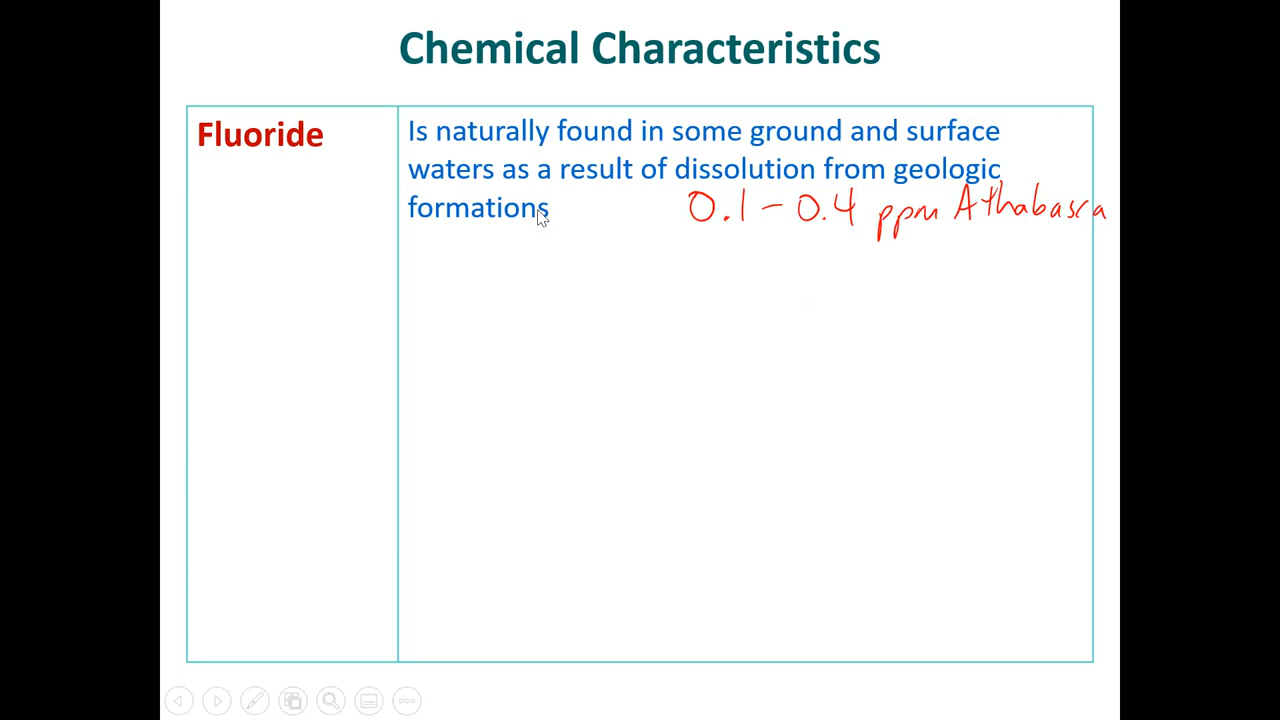 Chemical Characteristics
Fluoride
Is naturally found in some ground and surface
waters as a result of dissolution from geologic
formations
0.1 - 0.4 ppm Athabasca